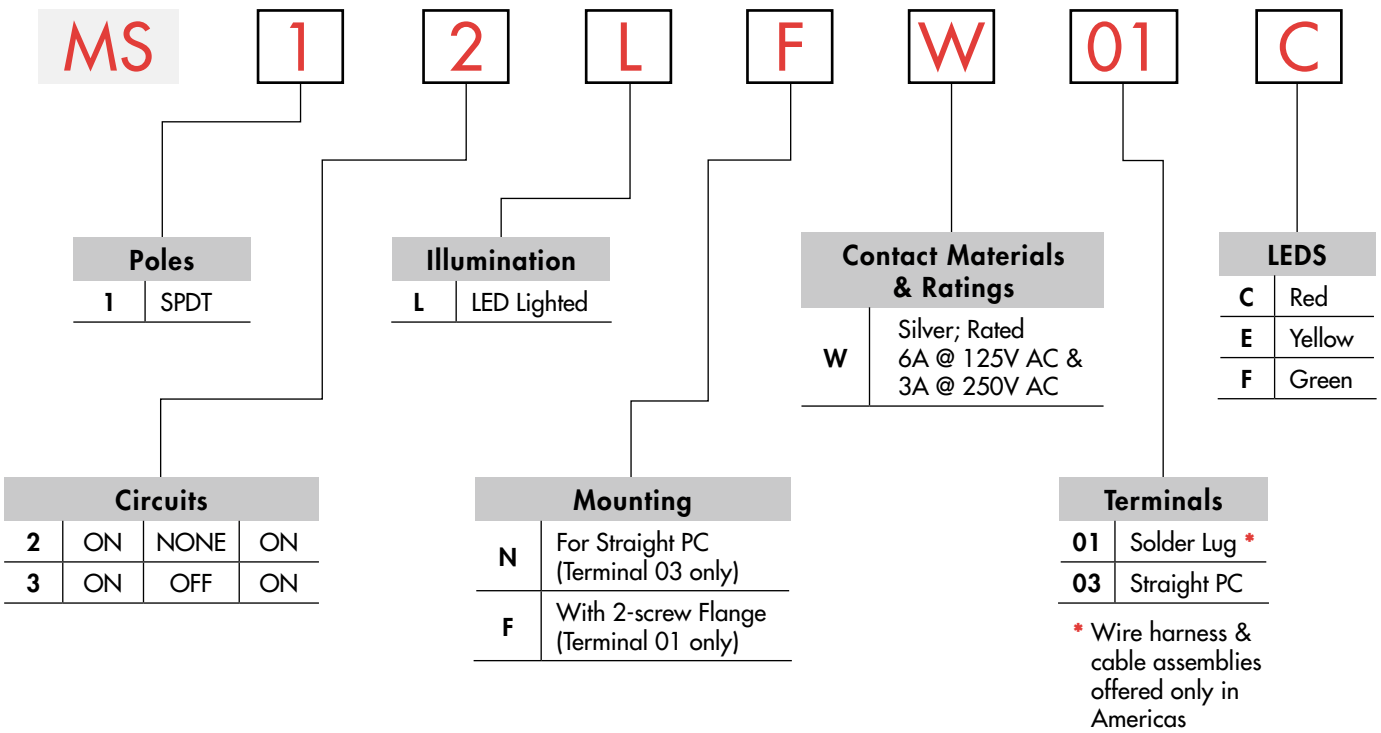 MS 1 2 L F W 01 C
Poles
1 SPDT
Illumination
L LED Lighted
Contact Materials
& Ratings
W Silver; Rated
6A @ 125V AC &
3A @ 250V AC
LEDS
C Red
E Yellow
F Green
Circuits
2 ON NONE ON
3 ON OFF ON
Mounting
N For Straight PC
(Terminal 03 only)
F With 2-screw Flange
(Terminal 01 only)
Terminals
01 Solder Lug *
03 Straight PC
* Wire harness &
cable assemblies
offered only in
Americas